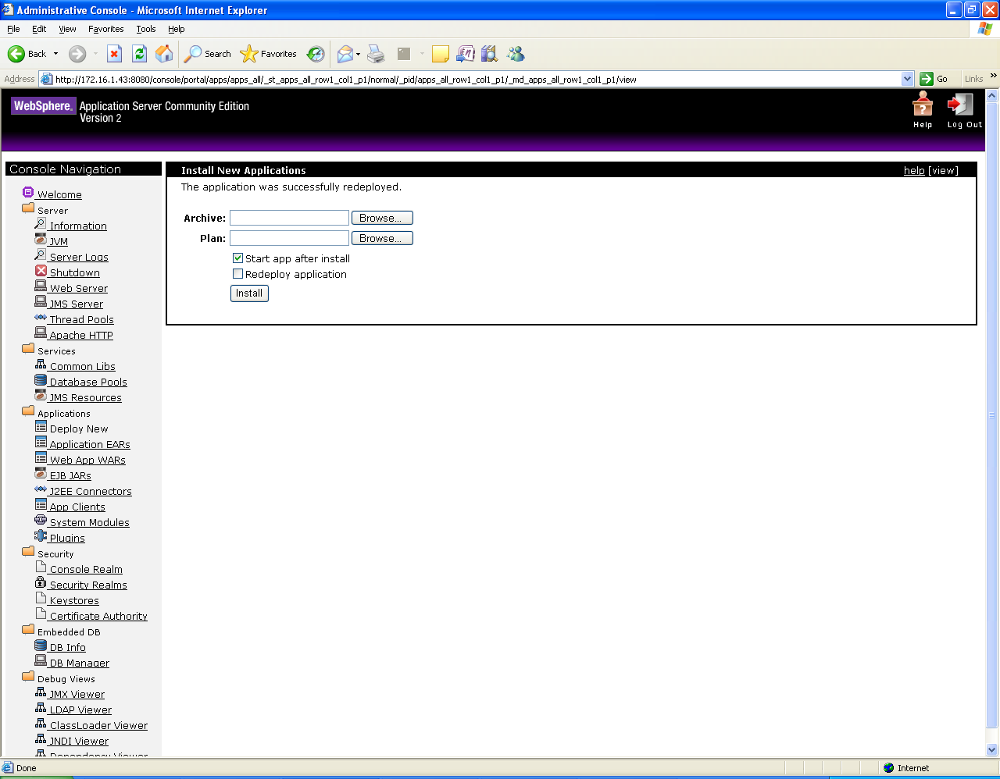 Administrative Console - Microsoft Internet Explorer
File Edit View Favorites Tools Help
Back Search Favorites
Address http://172.16.1.43:8080/console/portal/apps/apps_all/_st_apps_all_row1_col1_p1/normal/_pid/apps_all_row1_col1_p1/_md_apps_all_row1_col1_p1/view Go Links »
WebSphere. Application Server Community Edition
Version 2
Help Log Out
Console Navigation
Welcome
Server
Information
JVM
Server Logs
Shutdown
Web Server
JMS Server
Thread Pools
Apache HTTP
Services
Common Libs
Database Pools
JMS Resources
Applications
Deploy New
Application EARs
Web App WARs
EJB JARs
J2EE Connectors
App Clients
System Modules
Plugins
Security
Console Realm
Security Realms
Keystores
Certificate Authority
Embedded DB
DB Info
DB Manager
Debug Views
JMX Viewer
LDAP Viewer
ClassLoader Viewer
JNDI Viewer
Dependency Viewer
Install New Applications help [view]
The application was successfully redeployed.
Archive: Browse...
Plan: Browse...
Start app after install
Redeploy application
Install
Done Internet